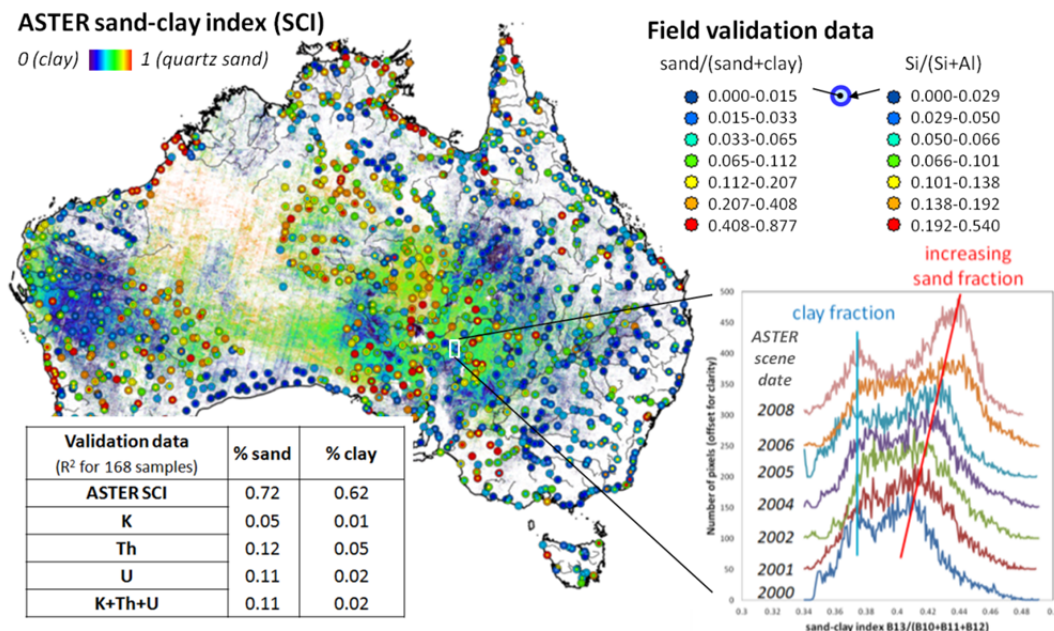 ASTER sand-clay index (SCI)
0 (clay) 1 (quartz sand)
Field validation data
sand/(sand+clay) Si/(Si+Al)
0.000-0.015 0.000-0.029
0.015-0.033 0.029-0.050
0.033-0.065 0.050-0.066
0.065-0.112 0.066-0.101
0.112-0.207 0.101-0.138
0.207-0.408 0.138-0.192
0.408-0.877 0.192-0.540
increasing
sand fraction
clay fraction
ASTER
scene
date
2008
2006
2005
2004
2002
2001
2000
Number of pixels (offset for clarity)
500
450
400
350
300
250
200
150
100
50
0
0.3 0.34 0.36 0.38 0.4 0.42 0.44 0.46 0.48 0.
sand-clay index B13/(B10+B11+B12)
Validation data % sand % clay
(R² for 168 samples)
ASTER SCI 0.72 0.62
K 0.05 0.01
Th 0.12 0.05
U 0.11 0.02
K+Th+U 0.11 0.02